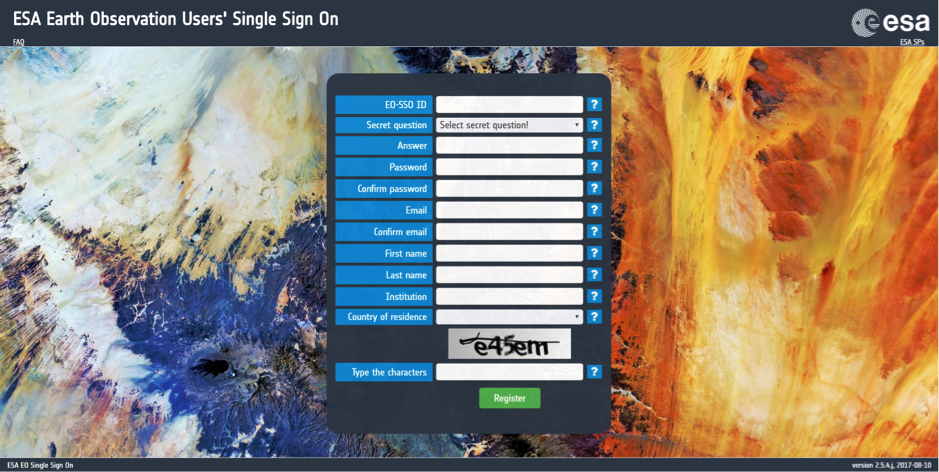 ESA Earth Observation Users' Single Sign On
esa
FAQ
ESA SPs
EO-SSO ID ?
Secret question Select secret question! ?
Answer ?
Password ?
Confirm password ?
Email ?
Confirm email ?
First name ?
Last name ?
Institution ?
Country of residence ?
Type the characters ?
Register
ESA EO Single Sign On
version 2.5.4.j, 2017-08-10